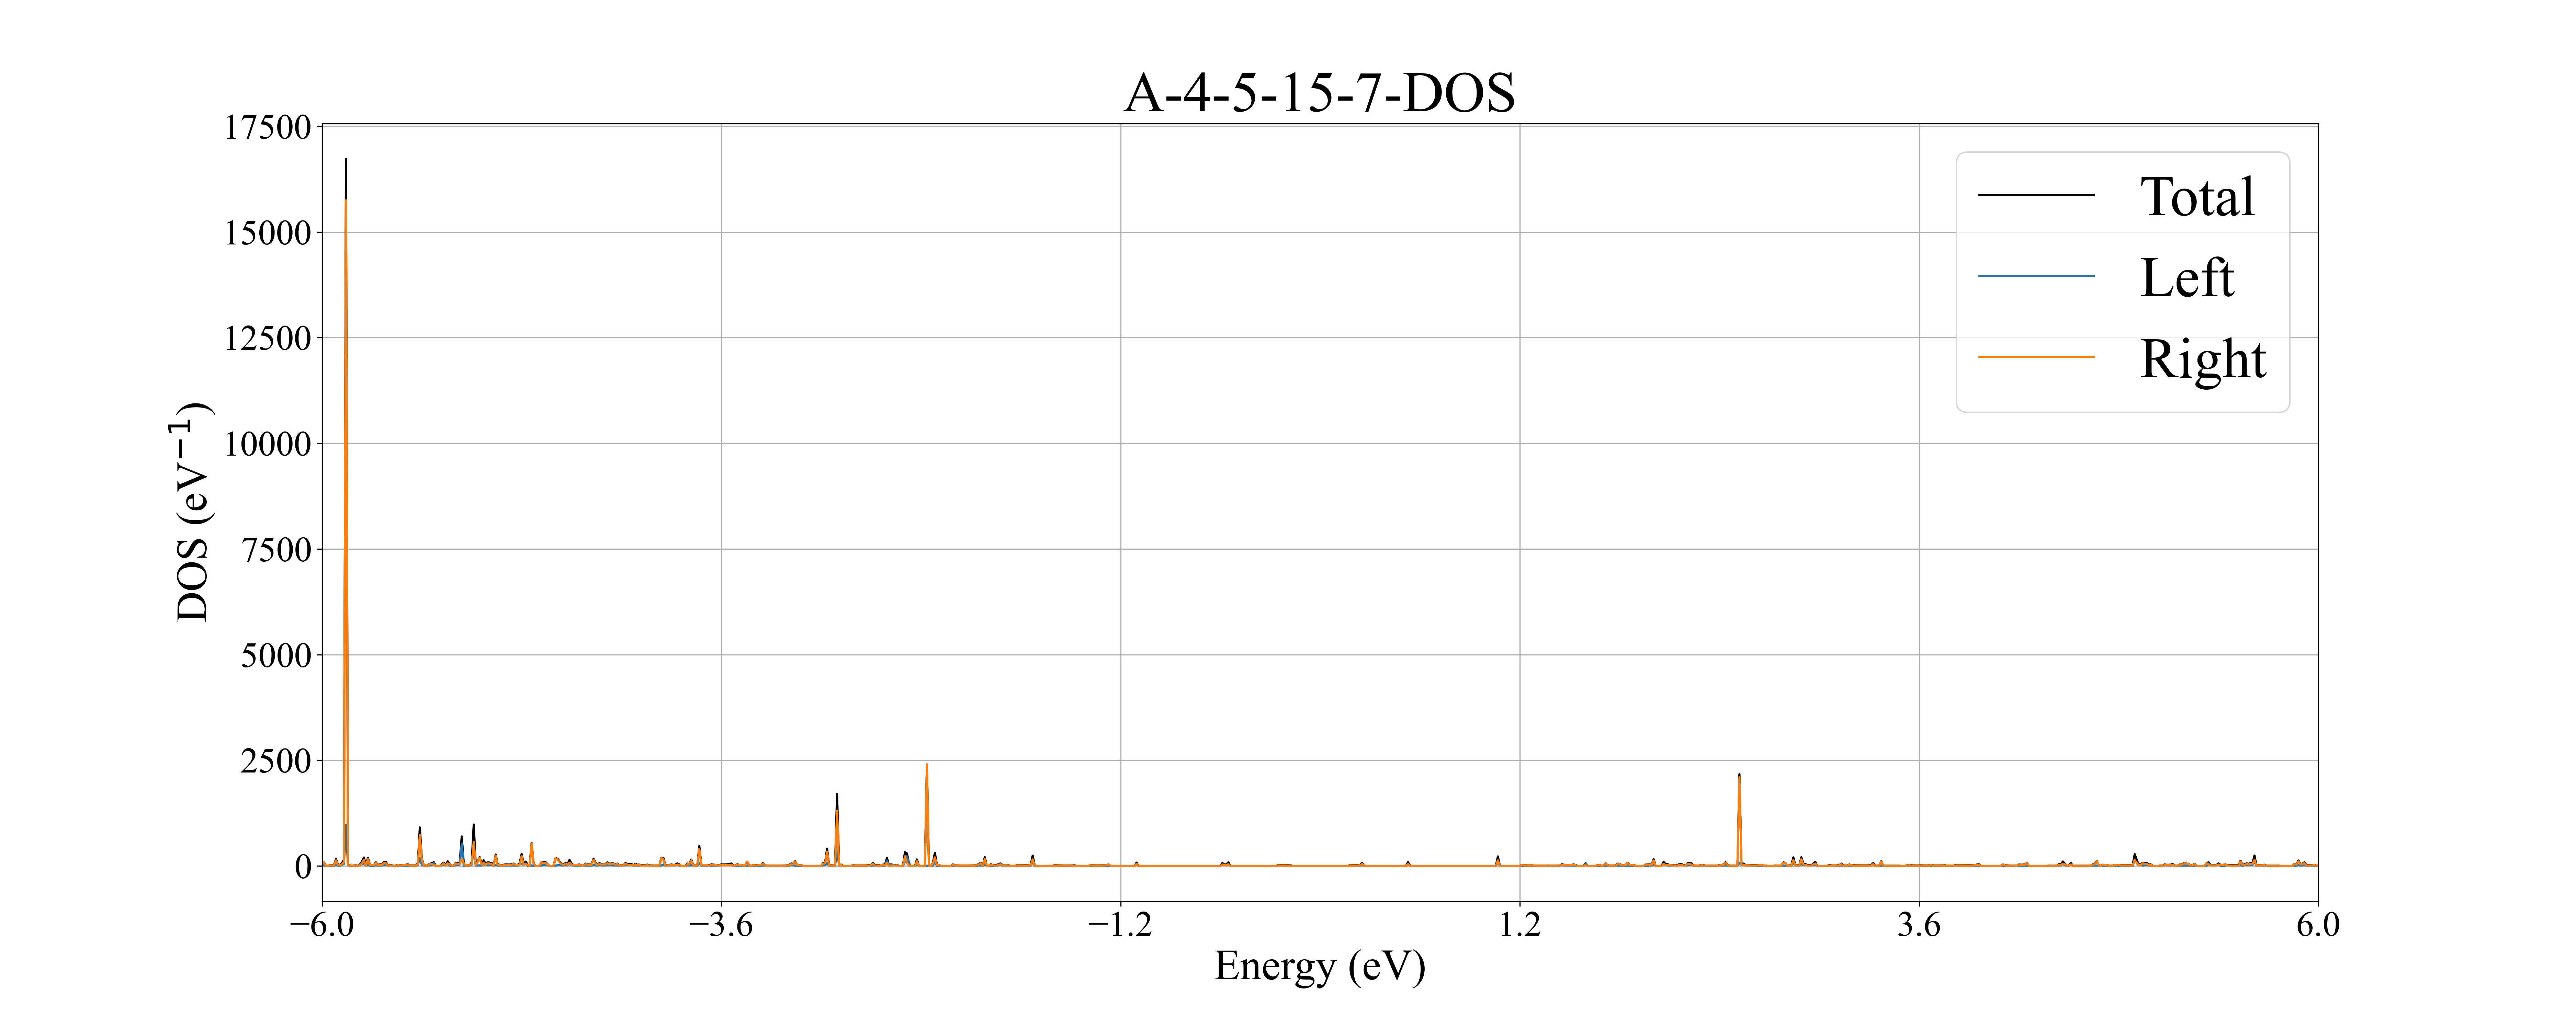 A-4-5-15-7-DOS
17500
15000
12500
10000
7500
5000
2500
0
DOS (eV⁻¹)
Total
Left
Right
−6.0 −3.6 −1.2 1.2 3.6 6.0
Energy (eV)